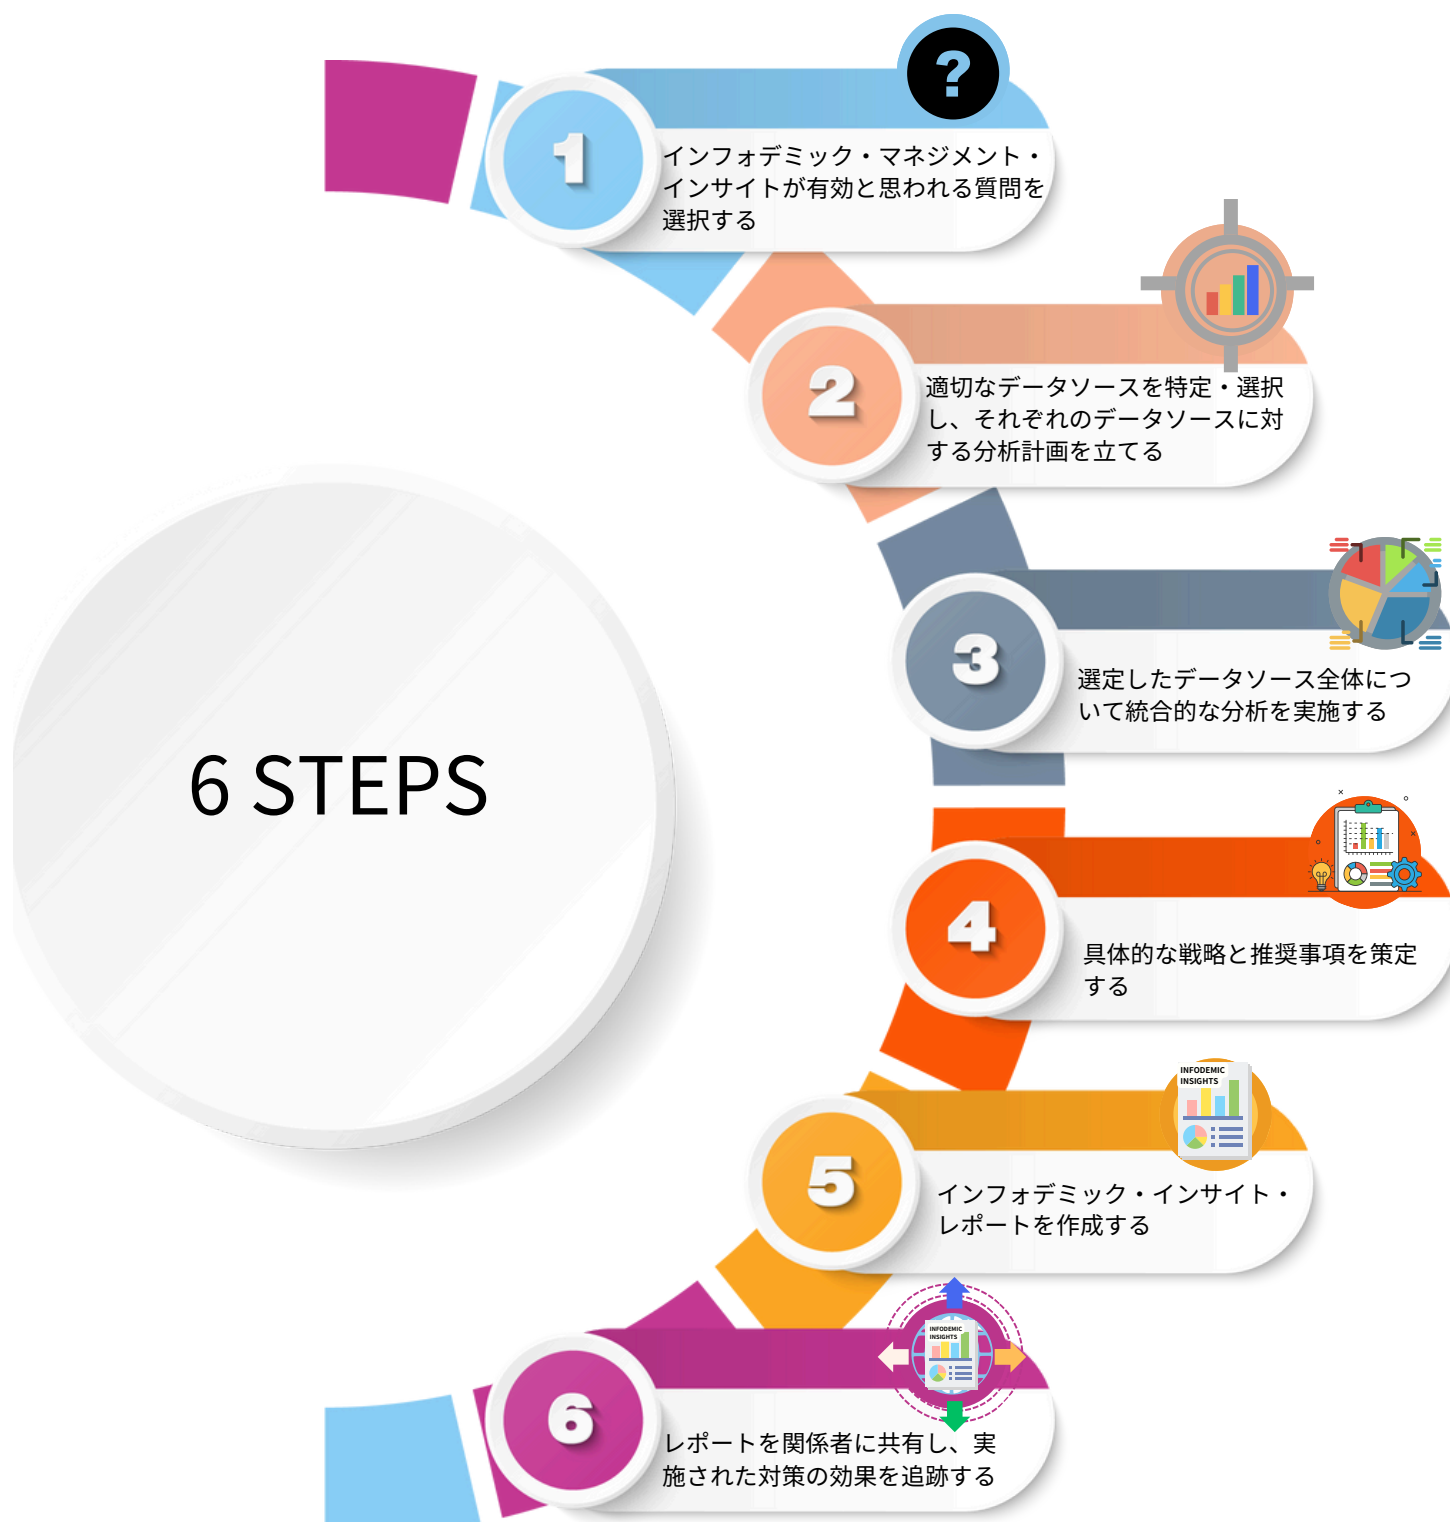 ?
1
インフォデミック・マネジメント・
インサイトが有効と思われる質問を
選択する
2
適切なデータソースを特定・選択
し、それぞれのデータソースに対
する分析計画を立てる
3
選定したデータソース全体につ
いて統合的な分析を実施する
6 STEPS
4
具体的な戦略と推奨事項を策定
する
INFODEMIC
INSIGHTS
5
インフォデミック・インサイト・
レポートを作成する
INFODEMIC
INSIGHTS
6
レポートを関係者に共有し、実
施された対策の効果を追跡する